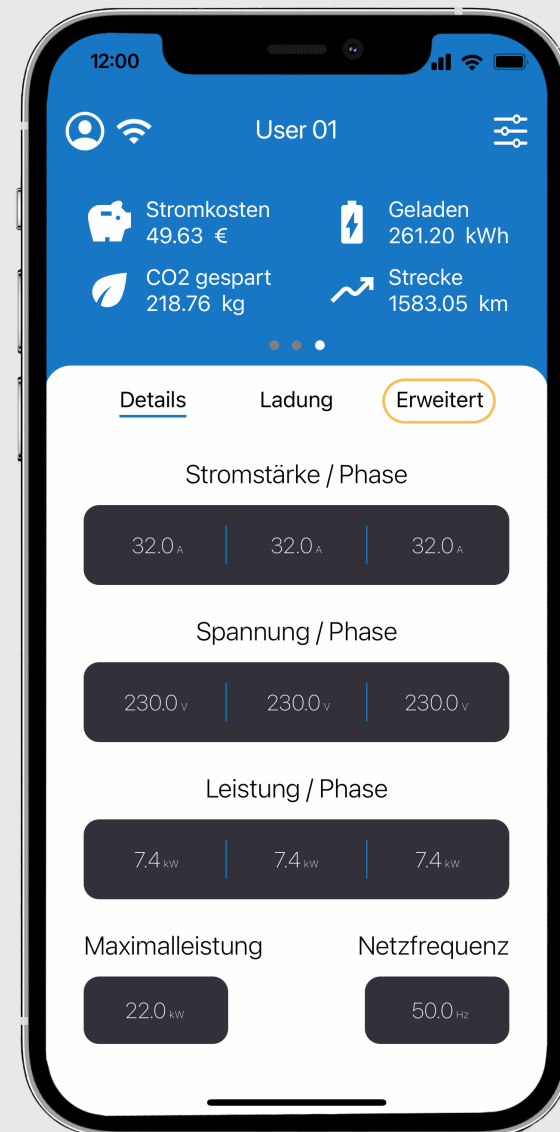 12:00
User 01
Stromkosten
49.63 €
Geladen
261.20 kWh
CO2 gespart
218.76 kg
Strecke
1583.05 km
Details Ladung Erweitert
Stromstärke / Phase
32.0 A 32.0 A 32.0 A
Spannung / Phase
230.0 V 230.0 V 230.0 V
Leistung / Phase
7.4 kW 7.4 kW 7.4 kW
Maximalleistung Netzfrequenz
22.0 kW 50.0 Hz